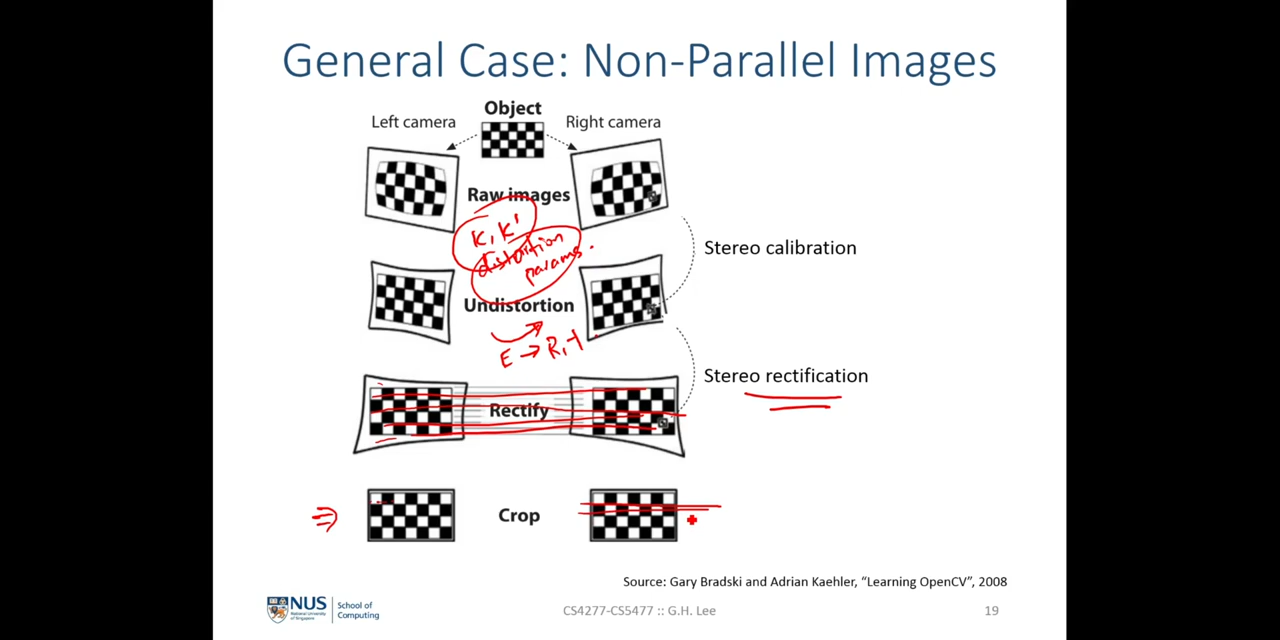 General Case: Non-Parallel Images
Object
Left camera
Right camera
Raw images
K, K'
distortion
params.
Stereo calibration
Undistortion
E → R, t
Stereo rectification
Rectify
Crop
Source: Gary Bradski and Adrian Kaehler, “Learning OpenCV”, 2008
NUS
National University
of Singapore
School of
Computing
CS4277-CS5477 :: G.H. Lee
19